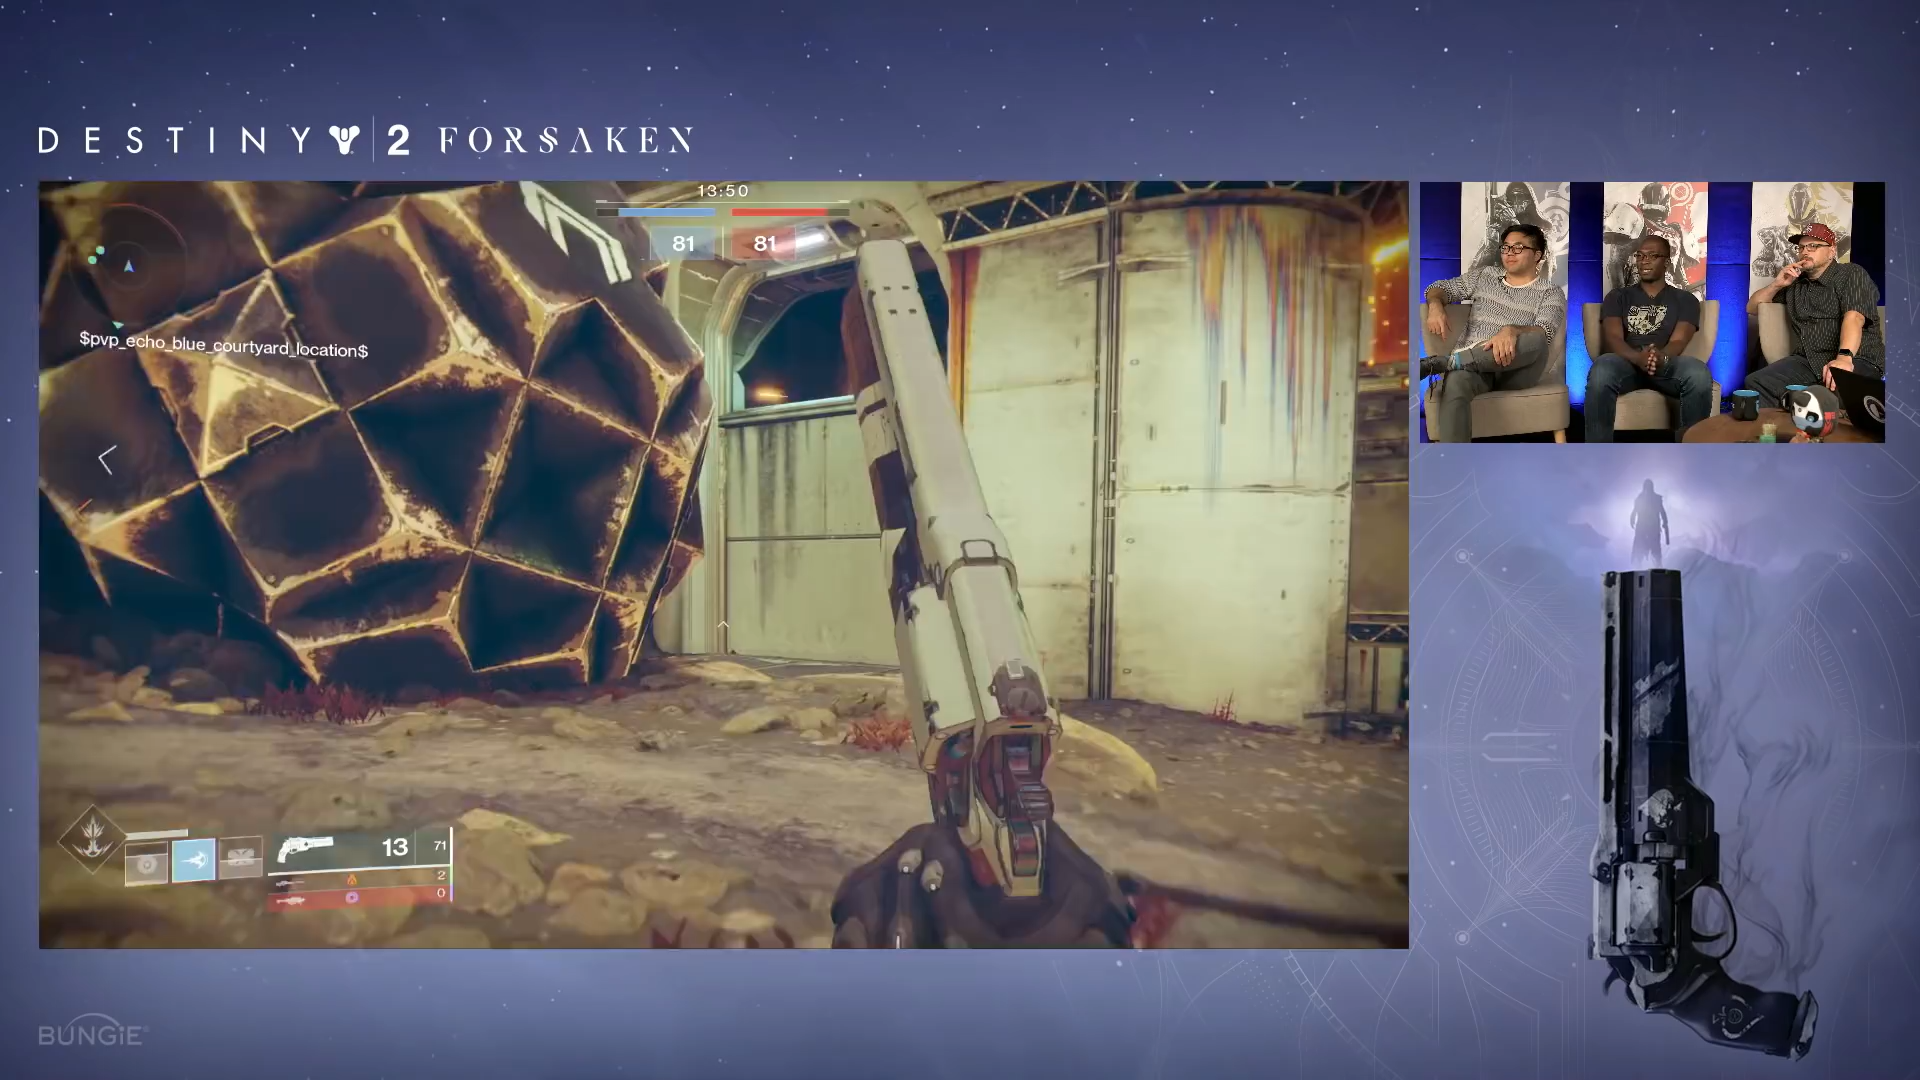 DESTINY 2 FORSAKEN
13:50
81 81
$pvp_echo_blue_courtyard_location$
13 71
2
0
BUNGiE